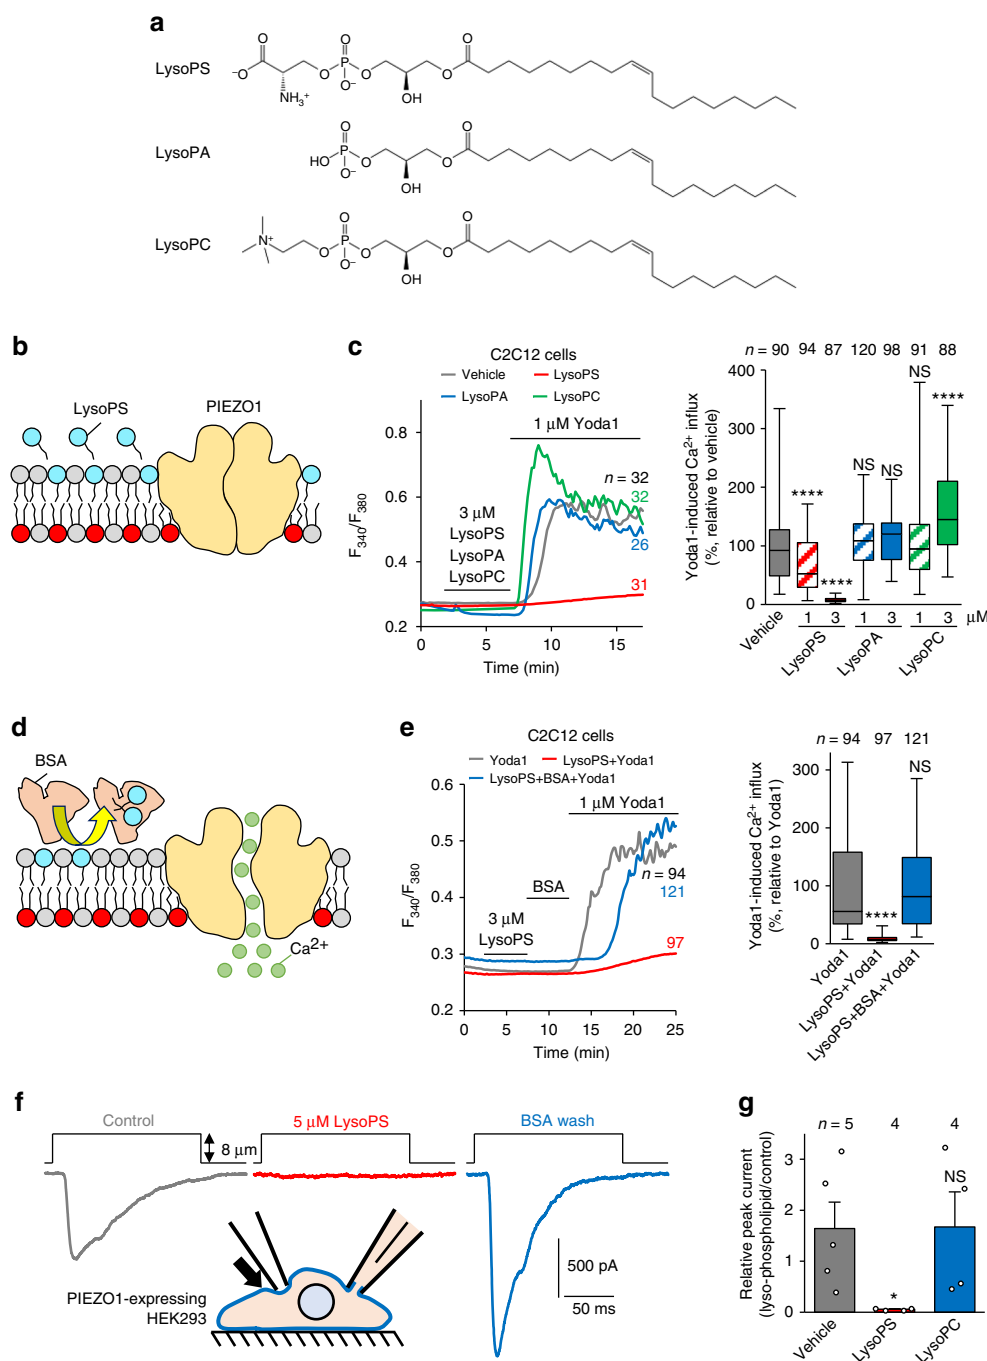 a
LysoPS
LysoPA
LysoPC
O
−O
NH3+
O
O
P
O−
O
OH
O
O
O
HO
P
O−
O
OH
O
O
N+
O
O
P
O−
O
OH
O
O
b
LysoPS
PIEZO1
c
C2C12 cells
Vehicle
LysoPS
LysoPA
LysoPC
1 μM Yoda1
n = 32
32
26
31
3 μM
LysoPS
LysoPA
LysoPC
F340/F380
0.8
0.6
0.4
0.2
0
5
10
15
Time (min)
n = 90 94 87 120 98 91 88
Yoda1-induced Ca2+ influx
(%, relative to vehicle)
400
300
200
100
0
****
****
NS
NS
NS
****
Vehicle
1 3 1 3 1 3 μM
LysoPS
LysoPA
LysoPC
d
BSA
Ca2+
e
C2C12 cells
Yoda1
LysoPS+Yoda1
LysoPS+BSA+Yoda1
1 μM Yoda1
BSA
3 μM
LysoPS
n = 94
121
97
F340/F380
0.6
0.5
0.4
0.3
0.2
0
5
10
15
20
25
Time (min)
n = 94 97 121
Yoda1-induced Ca2+ influx
(%, relative to Yoda1)
300
200
100
0
****
NS
Yoda1
LysoPS+Yoda1
LysoPS+BSA+Yoda1
f
Control
5 μM LysoPS
BSA wash
8 μm
PIEZO1-expressing
HEK293
500 pA
50 ms
g
n = 5 4 4
Relative peak current
(lyso-phospholipid/control)
3
2
1
0
*
NS
Vehicle
LysoPS
LysoPC